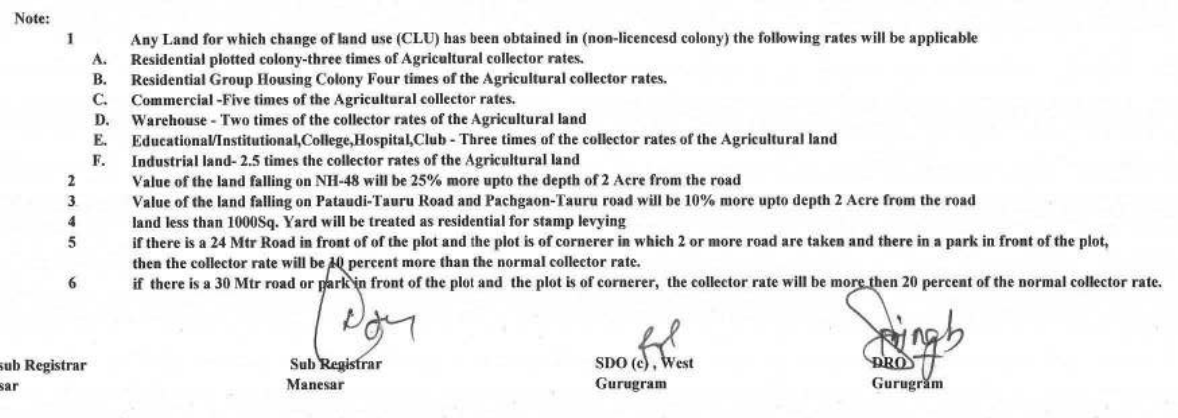 Note:
1 Any Land for which change of land use (CLU) has been obtained in (non-licencesd colony) the following rates will be applicable
A. Residential plotted colony-three times of Agricultural collector rates.
B. Residential Group Housing Colony Four times of the Agricultural collector rates.
C. Commercial -Five times of the Agricultural collector rates.
D. Warehouse - Two times of the collector rates of the Agricultural land
E. Educational/Institutional,College,Hospital,Club - Three times of the collector rates of the Agricultural land
F. Industrial land- 2.5 times the collector rates of the Agricultural land
2 Value of the land falling on NH-48 will be 25% more upto the depth of 2 Acre from the road
3 Value of the land falling on Pataudi-Tauru Road and Pachgaon-Tauru road will be 10% more upto depth 2 Acre from the road
4 land less than 1000Sq. Yard will be treated as residential for stamp levying
5 if there is a 24 Mtr Road in front of of the plot and the plot is of cornerer in which 2 or more road are taken and there in a park in front of the plot,
then the collector rate will be 10 percent more than the normal collector rate.
6 if there is a 30 Mtr road or park in front of the plot and the plot is of cornerer, the collector rate will be more then 20 percent of the normal collector rate.
sub Registrar Sub Registrar SDO (c) , West DRO
sar Manesar Gurugram Gurugram